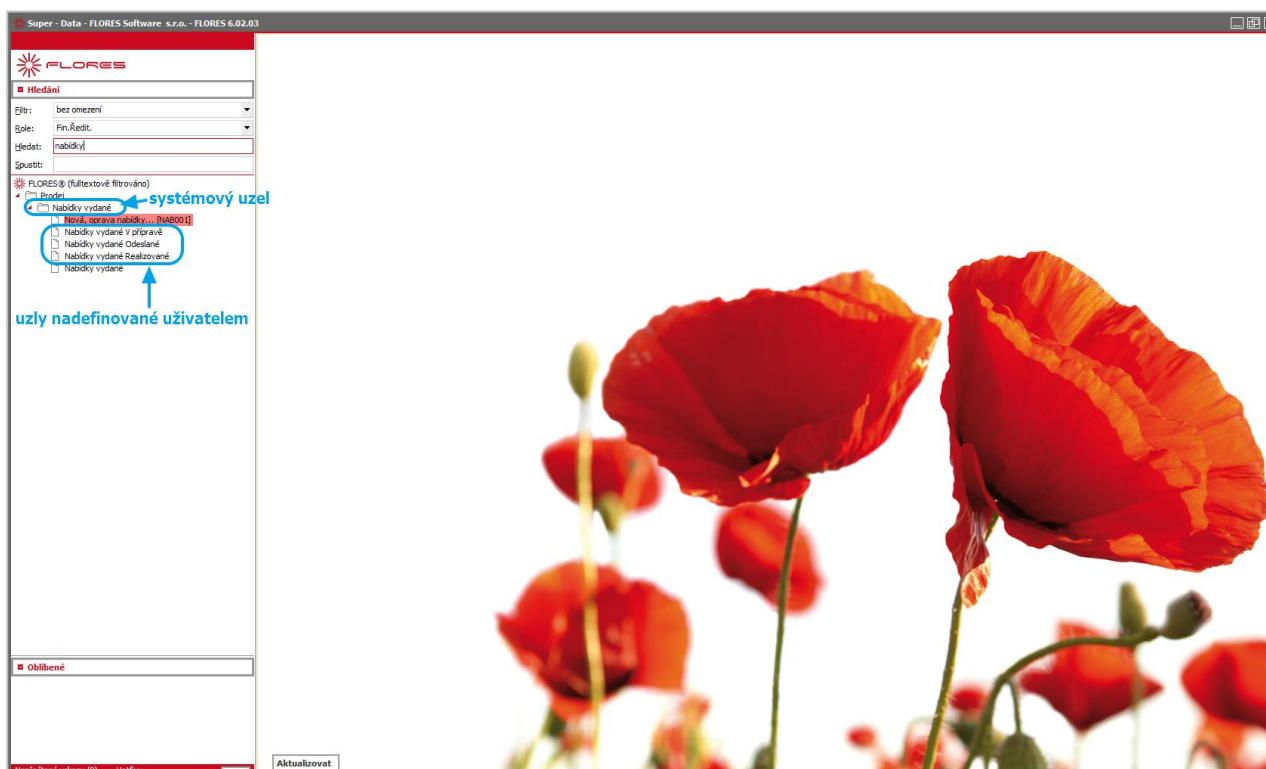 Super - Data - FLORES Software s.r.o. - FLORES 6.02.03
FLORES
Hledání
Filtr: bez omezení
Role: Fin.Ředit.
Hledat: nabídky
Spustit:
FLORES® (fulltextově filtrováno)
Prodej
Nabídky vydané
systémový uzel
Nová, oprava nabídky... [NAB001]
Nabídky vydané V přípravě
Nabídky vydané Odeslané
Nabídky vydané Realizované
Nabídky vydané
uzly nadefinované uživatelem
Oblíbené
Aktualizovat